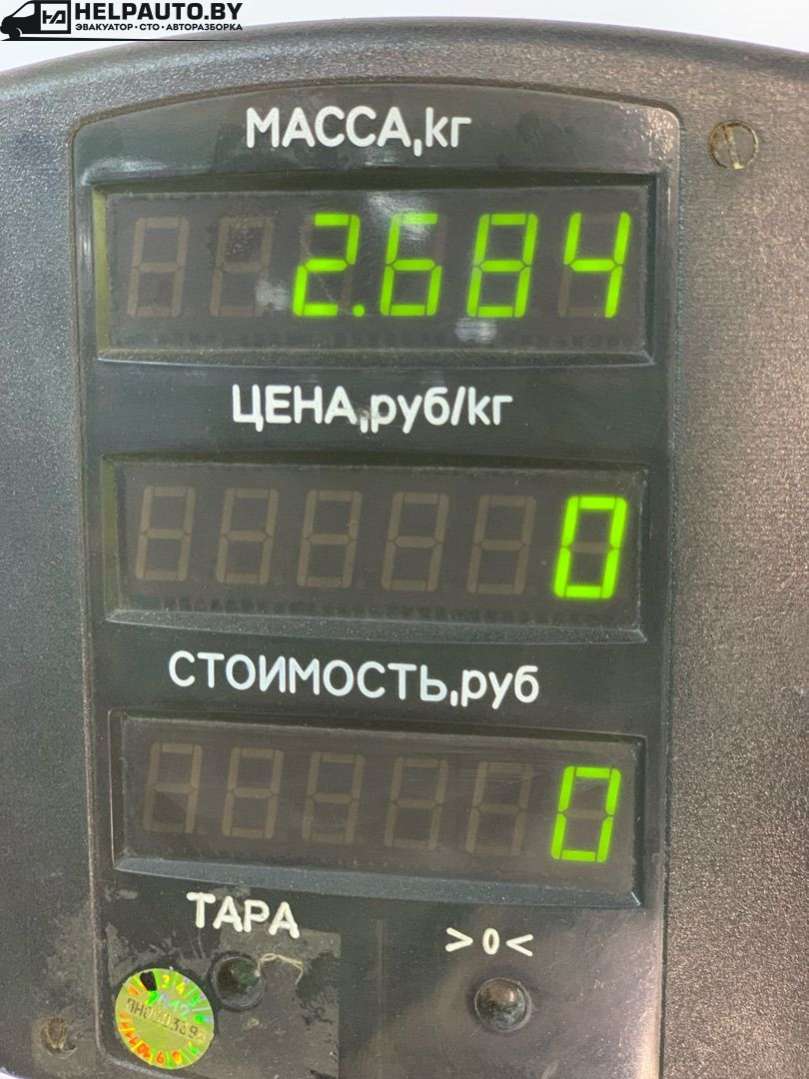 HELPAUTO.BY
ЭВАКУАТОР·СТО·АВТОРАЗБОРКА
МАССА,кг
2.684
ЦЕНА,руб/кг
0
СТОИМОСТЬ,руб
0
ТАРА
>0<